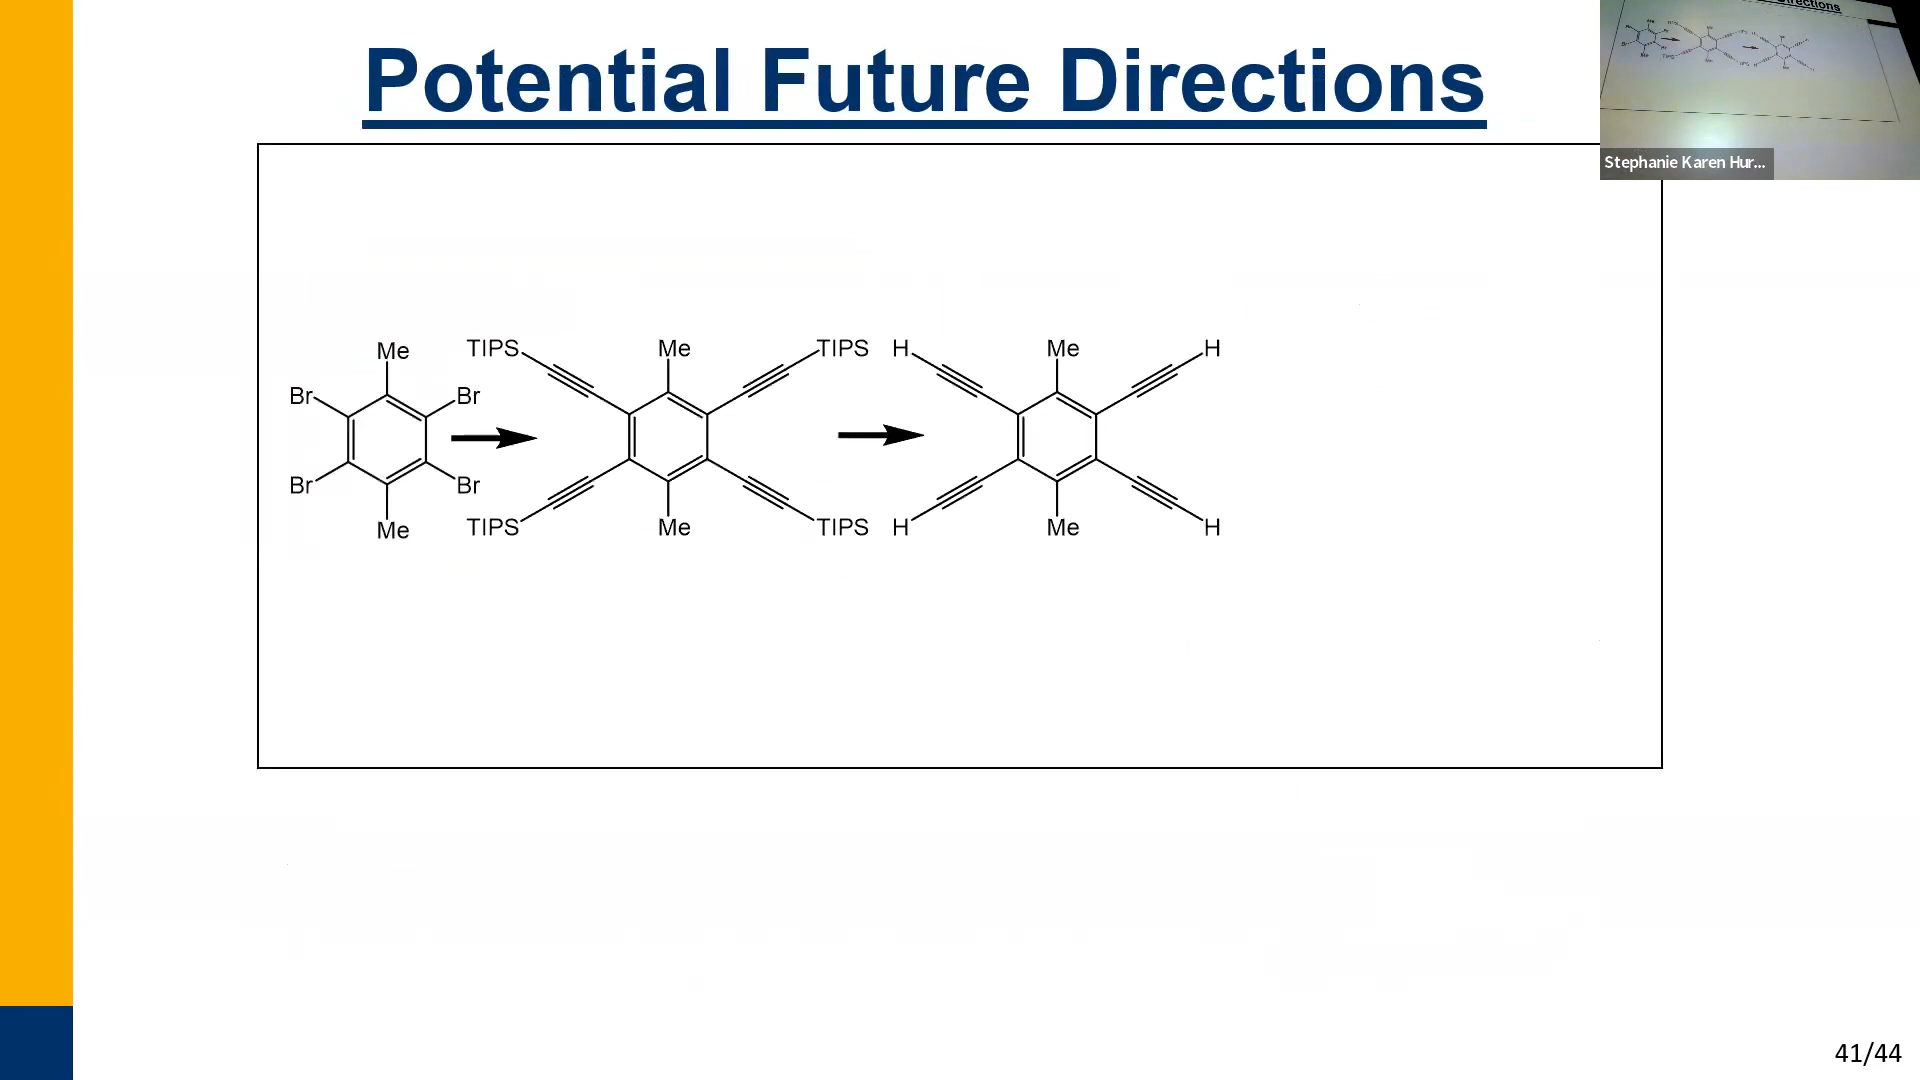 Potential Future Directions
Directions
Stephanie Karen Hur...
Me
Br
Br
Br
Br
Me
TIPS
Me
TIPS
TIPS
Me
TIPS
H
Me
H
H
Me
H
41/44